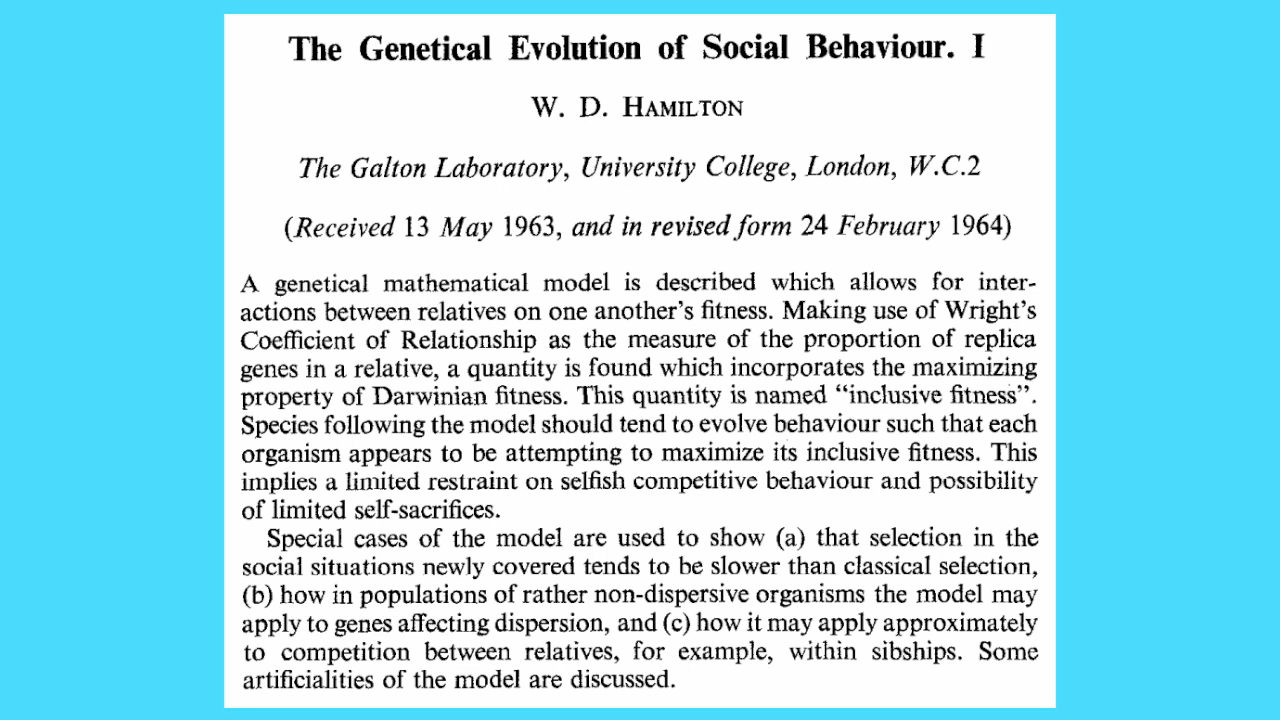 The Genetical Evolution of Social Behaviour. I
W. D. HAMILTON
The Galton Laboratory, University College, London, W.C.2
(Received 13 May 1963, and in revised form 24 February 1964)
A genetical mathematical model is described which allows for inter-
actions between relatives on one another's fitness. Making use of Wright's
Coefficient of Relationship as the measure of the proportion of replica
genes in a relative, a quantity is found which incorporates the maximizing
property of Darwinian fitness. This quantity is named “inclusive fitness”.
Species following the model should tend to evolve behaviour such that each
organism appears to be attempting to maximize its inclusive fitness. This
implies a limited restraint on selfish competitive behaviour and possibility
of limited self-sacrifices.
Special cases of the model are used to show (a) that selection in the
social situations newly covered tends to be slower than classical selection,
(b) how in populations of rather non-dispersive organisms the model may
apply to genes affecting dispersion, and (c) how it may apply approximately
to competition between relatives, for example, within sibships. Some
artificialities of the model are discussed.